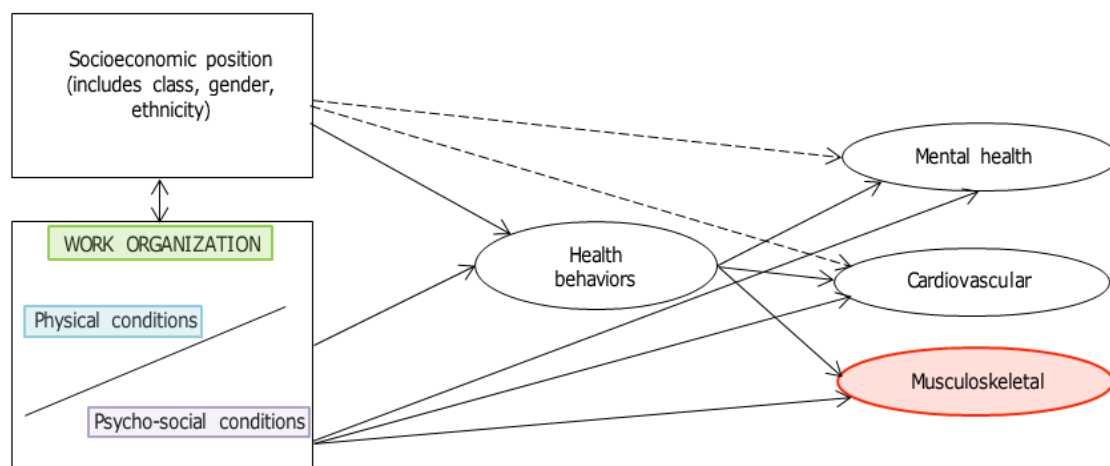 Socioeconomic position
(includes class, gender,
ethnicity)
WORK ORGANIZATION
Physical conditions
Psycho-social conditions
Health
behaviors
Mental health
Cardiovascular
Musculoskeletal